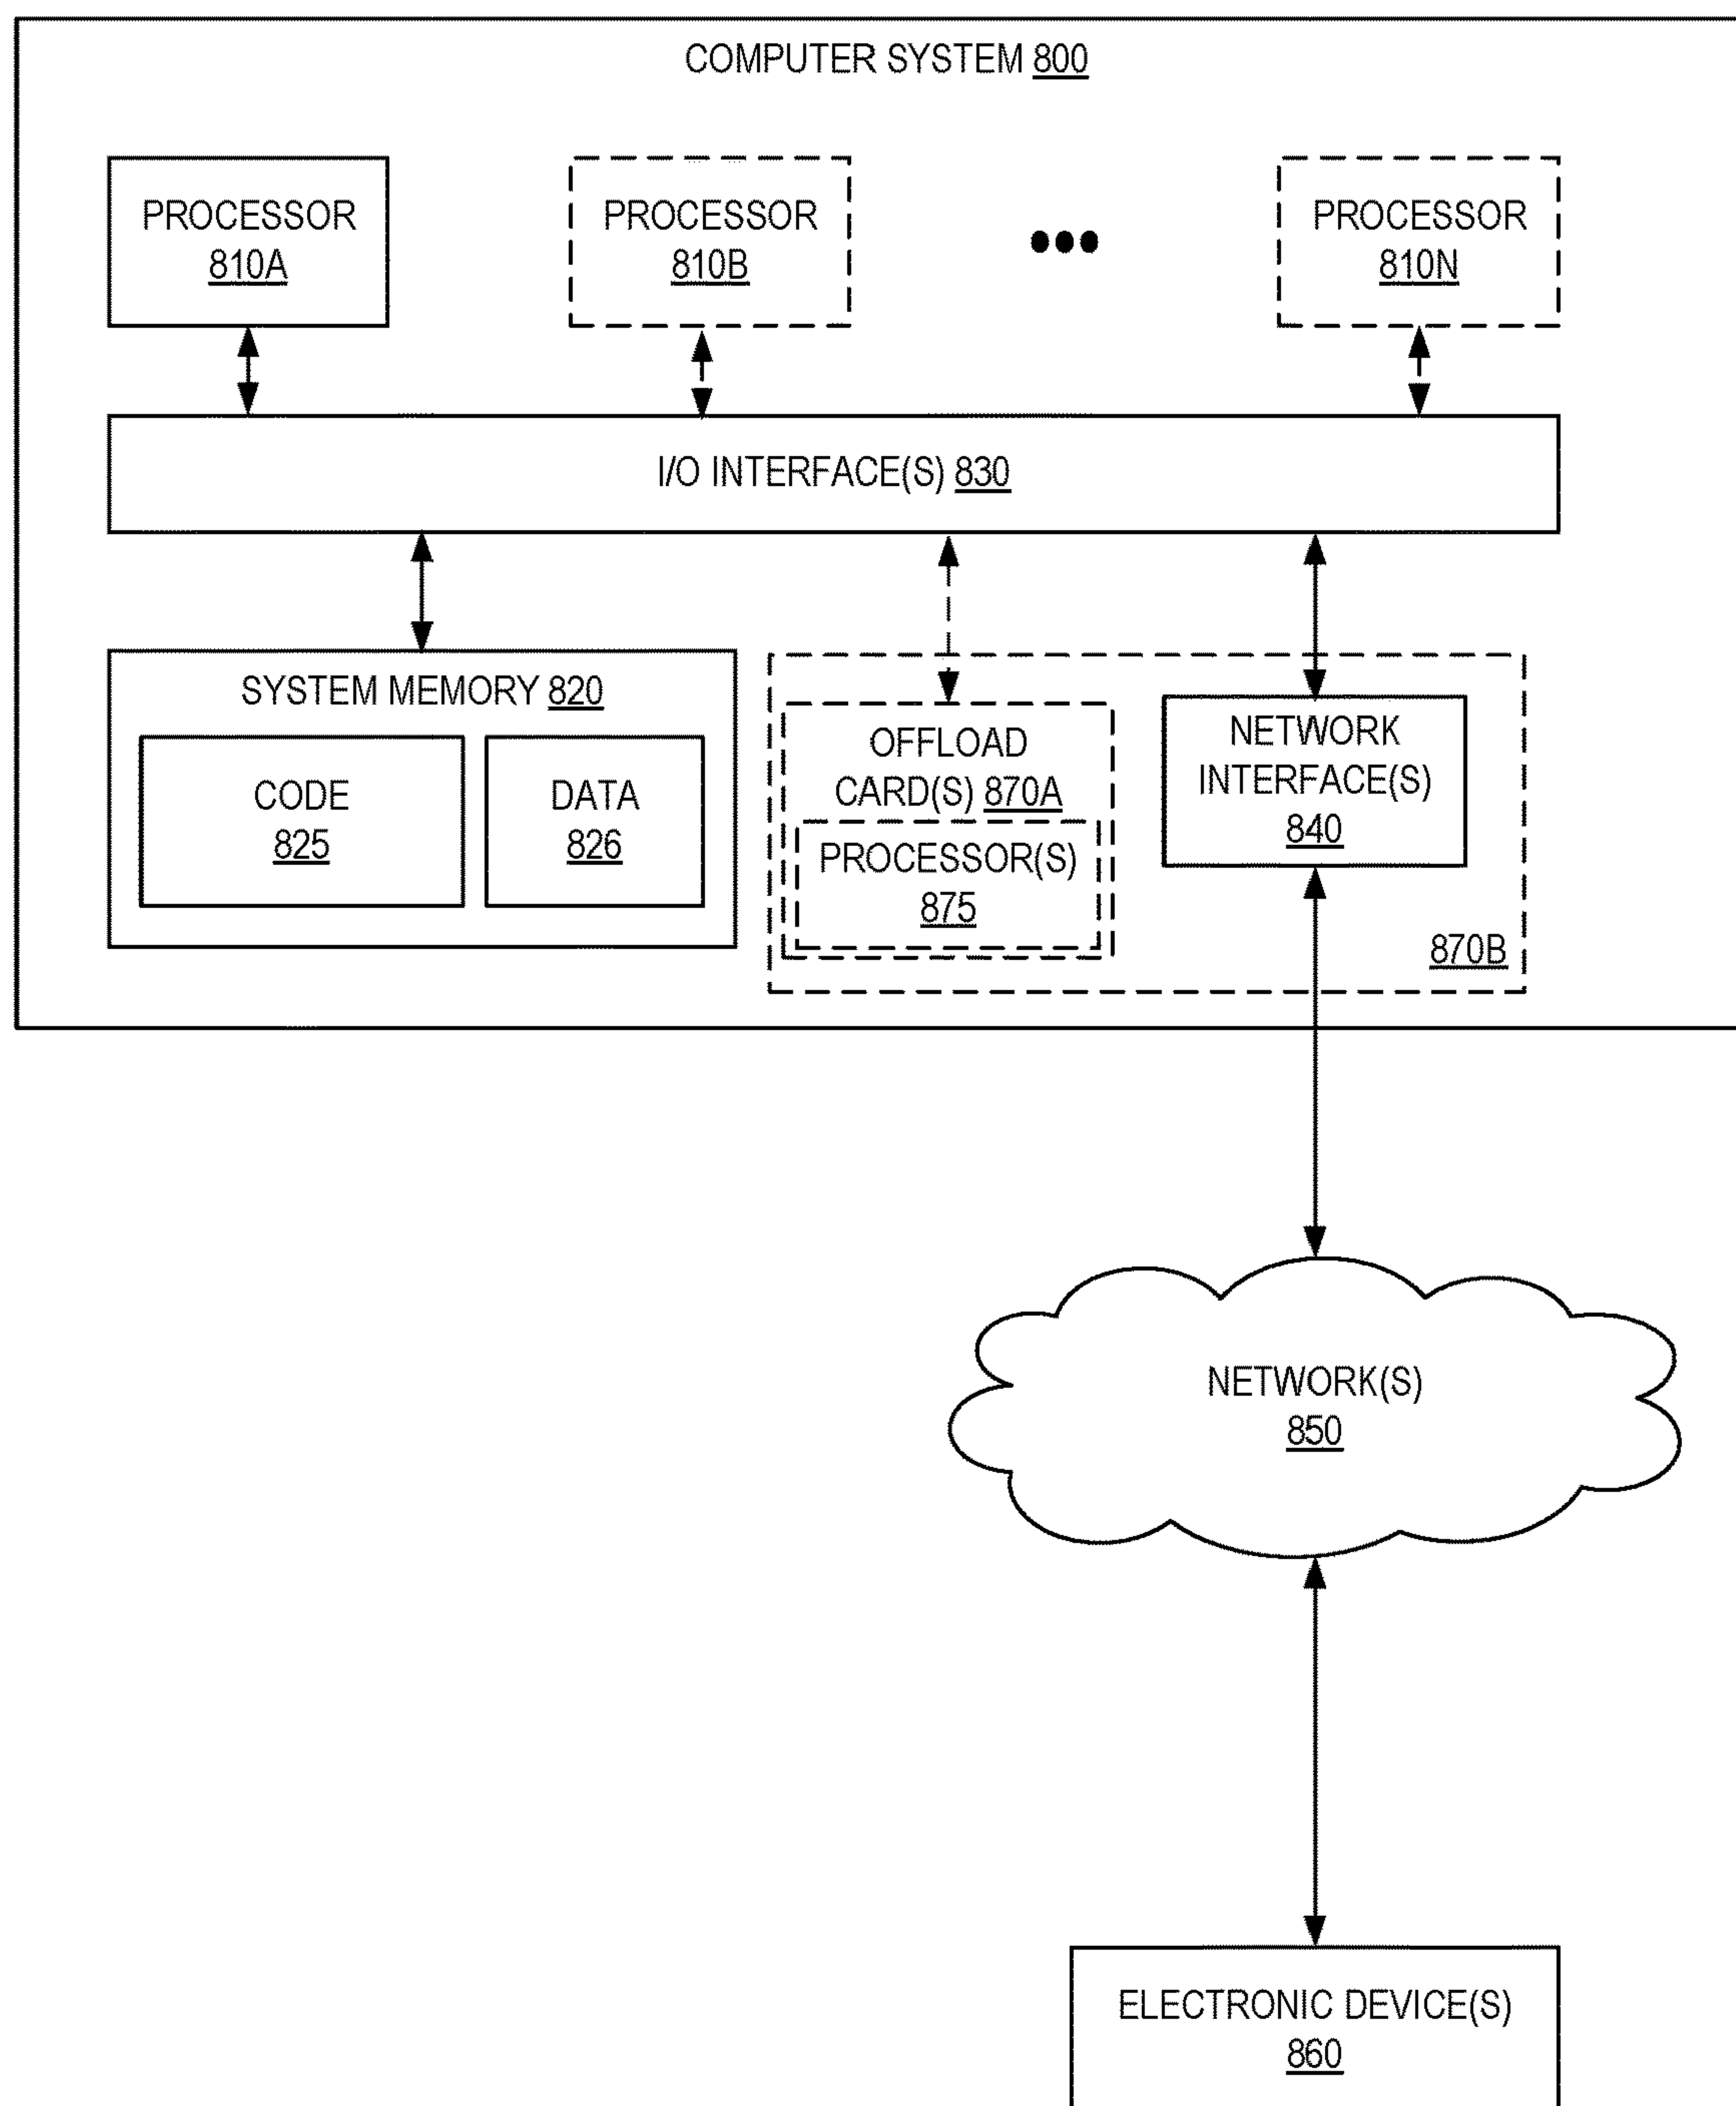 COMPUTER SYSTEM 800
PROCESSOR
810A
PROCESSOR
810B
PROCESSOR
810N
I/O INTERFACE(S) 830
SYSTEM MEMORY 820
CODE
825
DATA
826
OFFLOAD
CARD(S) 870A
PROCESSOR(S)
875
NETWORK
INTERFACE(S)
840
870B
NETWORK(S)
850
ELECTRONIC DEVICE(S)
860